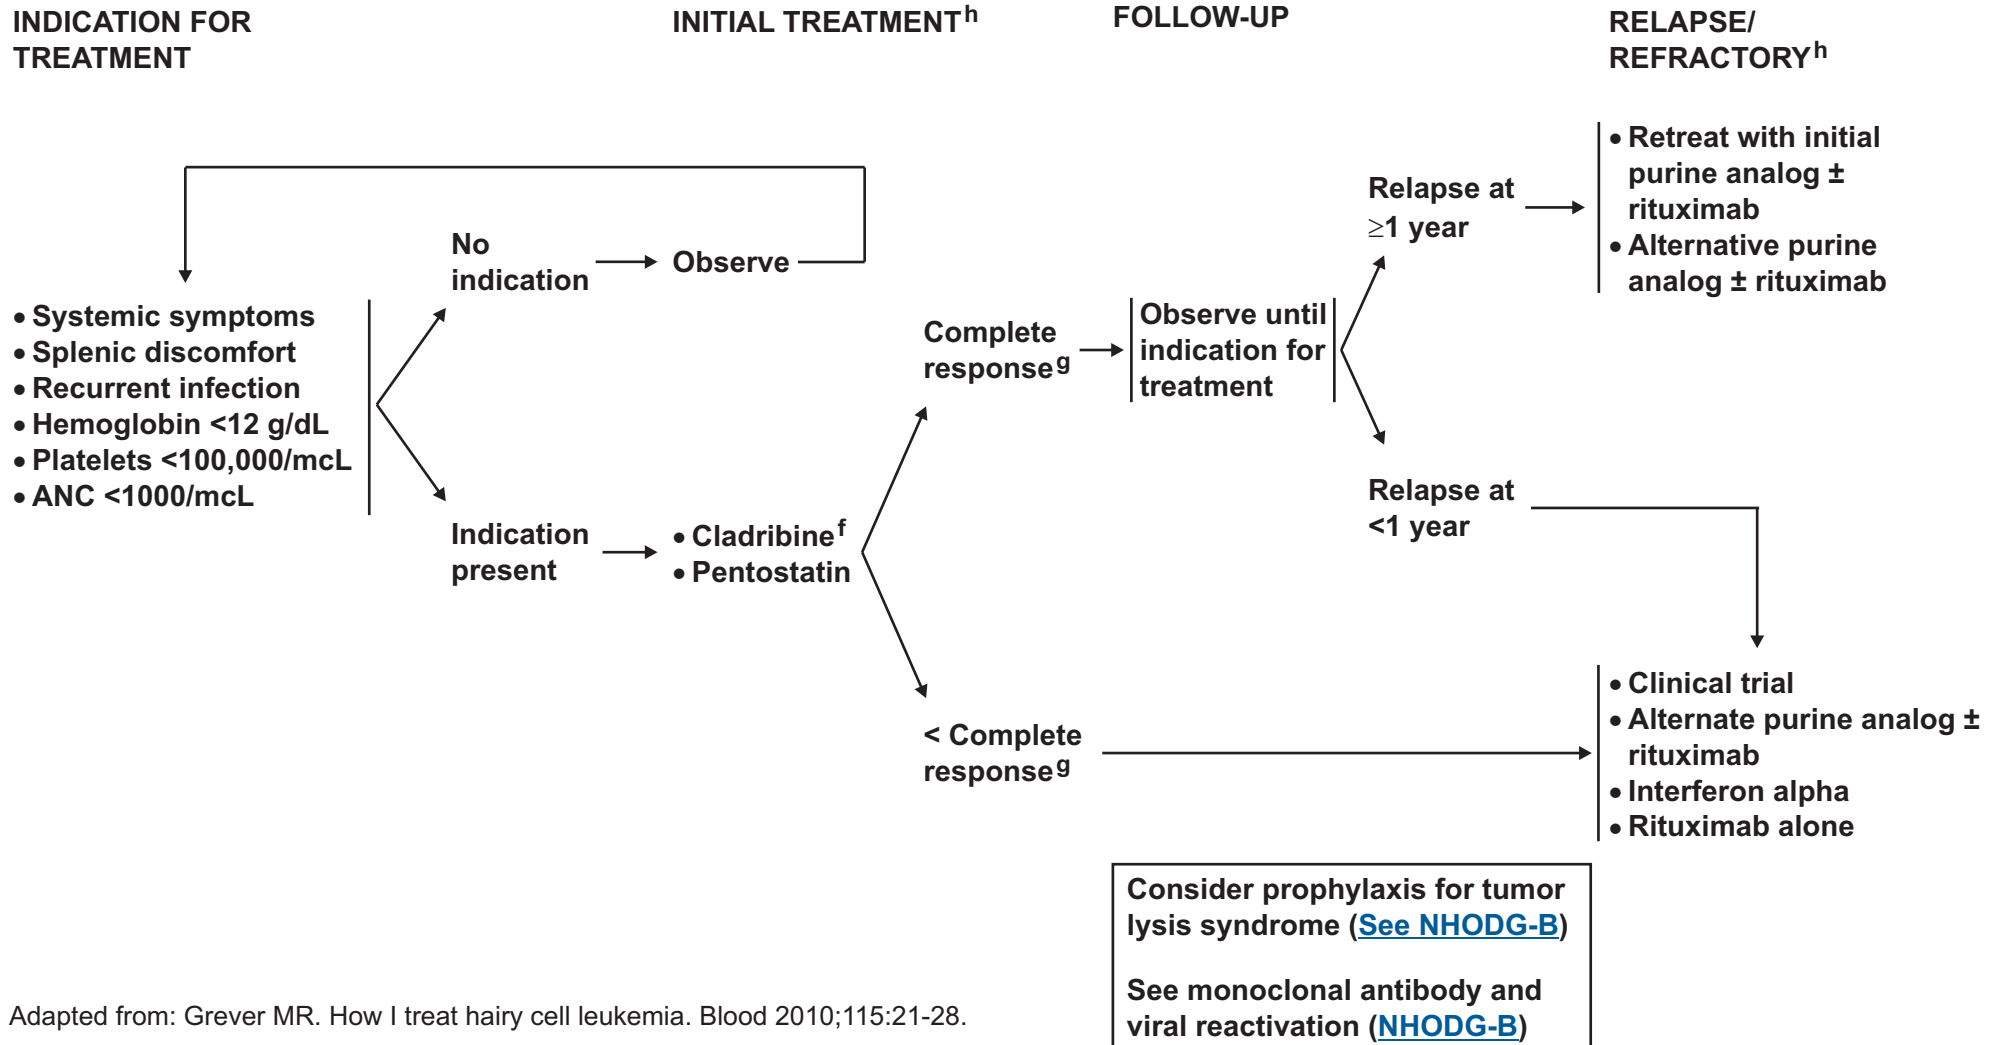 INDICATION FOR
TREATMENT
INITIAL TREATMENTʰ
FOLLOW-UP
RELAPSE/
REFRACTORYʰ
• Systemic symptoms
• Splenic discomfort
• Recurrent infection
• Hemoglobin <12 g/dL
• Platelets <100,000/mcL
• ANC <1000/mcL
No
indication
Observe
Indication
present
• Cladribineᶠ
• Pentostatin
Complete
responseᵍ
< Complete
responseᵍ
Observe until
indication for
treatment
Relapse at
≥1 year
Relapse at
<1 year
• Retreat with initial
purine analog ±
rituximab
• Alternative purine
analog ± rituximab
• Clinical trial
• Alternate purine analog ±
rituximab
• Interferon alpha
• Rituximab alone
Consider prophylaxis for tumor
lysis syndrome (See NHODG-B)
See monoclonal antibody and
viral reactivation (NHODG-B)
Adapted from: Grever MR. How I treat hairy cell leukemia. Blood 2010;115:21-28.